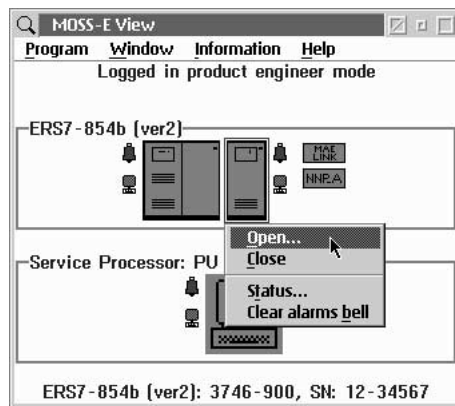 MOSS-E View
Program Window Information Help
Logged in product engineer mode
ERS7-854b (ver2)
MAE
LINK
NNP.A
Open...
Close
Service Processor: PU
Status...
Clear alarms bell
ERS7-854b (ver2): 3746-900, SN: 12-34567